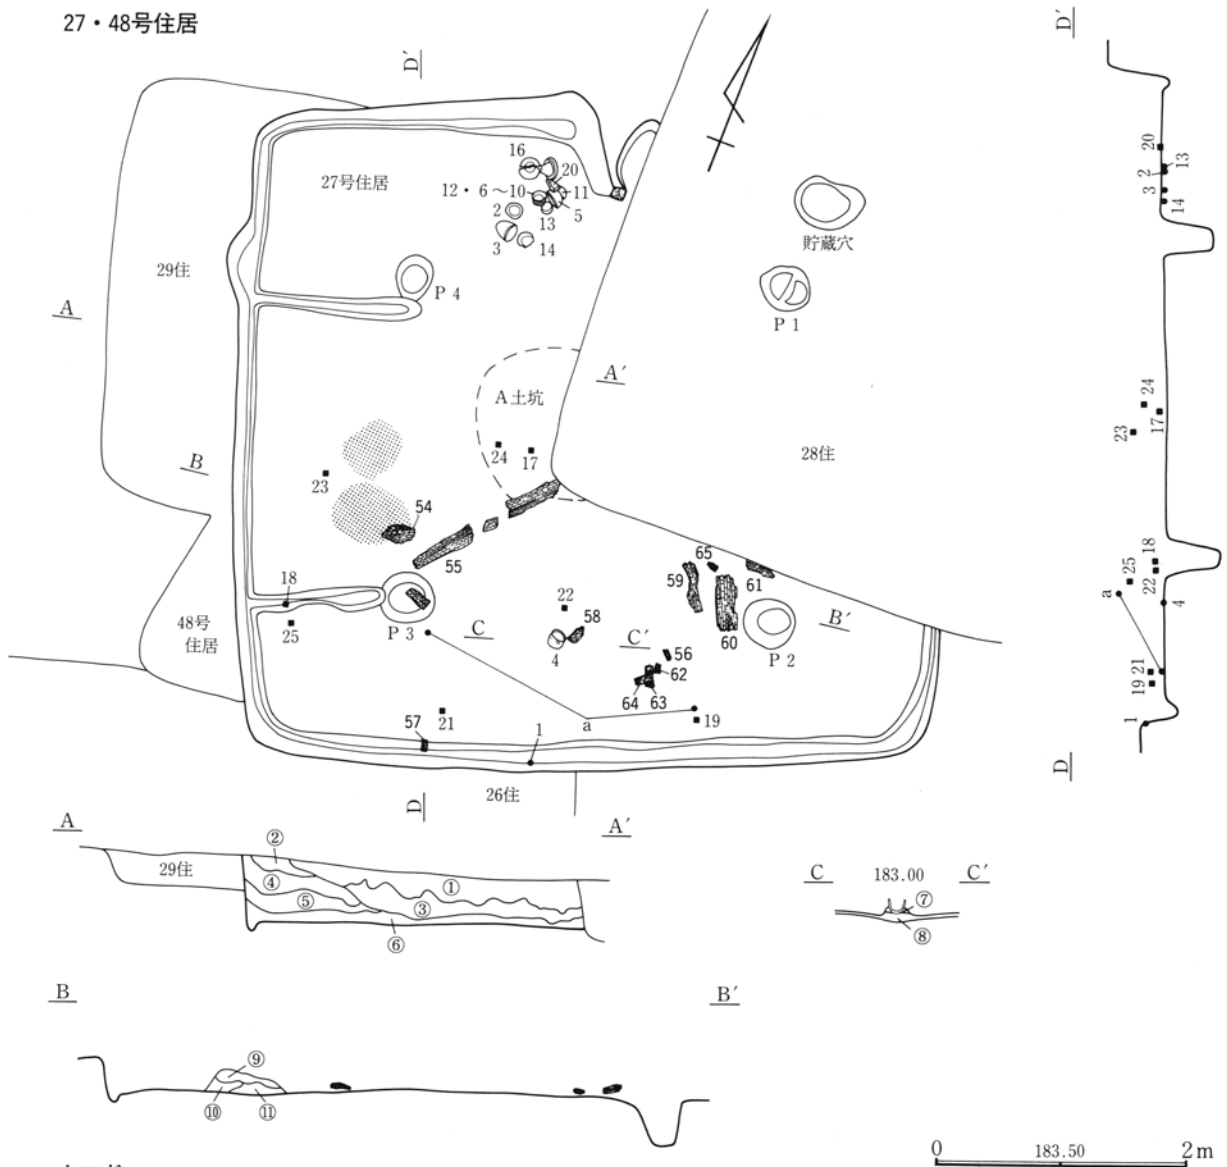 27・48号住居
D′
D′
16
20
27号住居
12・6～10
11
2
13
5
3
14
貯蔵穴
29住
P 4
P 1
A
A′
A土坑
24
17
28住
B
23
54
55
65
59
61
18
22
58
60
B′
48号
住居
25
P 3
C
C′
P 2
4
56
62
64
63
21
57
1
a
19
26住
D
20
2
13
3
14
24
23
17
18
25
22
a
4
21
19
1
D
A
A′
②
29住
④
①
⑤
③
⑥
C
183.00
C′
⑦
⑧
B
B′
⑨
⑩
⑪
0
183.50
2m